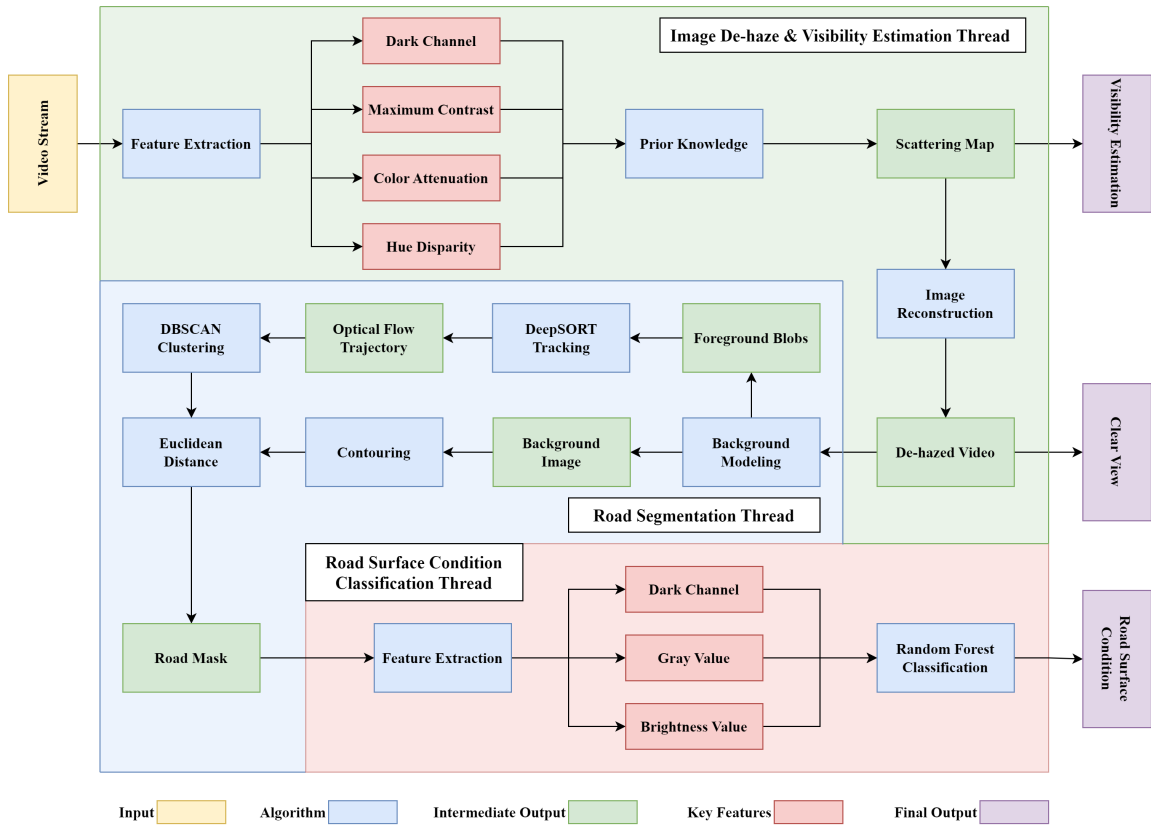 Image De-haze & Visibility Estimation Thread
Video Stream
Feature Extraction
Dark Channel
Maximum Contrast
Color Attenuation
Hue Disparity
Prior Knowledge
Scattering Map
Visibility
Estimation
Image
Reconstruction
DBSCAN
Clustering
Optical Flow
Trajectory
DeepSORT
Tracking
Foreground Blobs
Euclidean
Distance
Contouring
Background
Image
Background
Modeling
De-hazed Video
Clear View
Road Segmentation Thread
Road Surface Condition
Classification Thread
Road Mask
Feature Extraction
Dark Channel
Gray Value
Brightness Value
Random Forest
Classification
Road Surface
Condition
Input
Algorithm
Intermediate Output
Key Features
Final Output